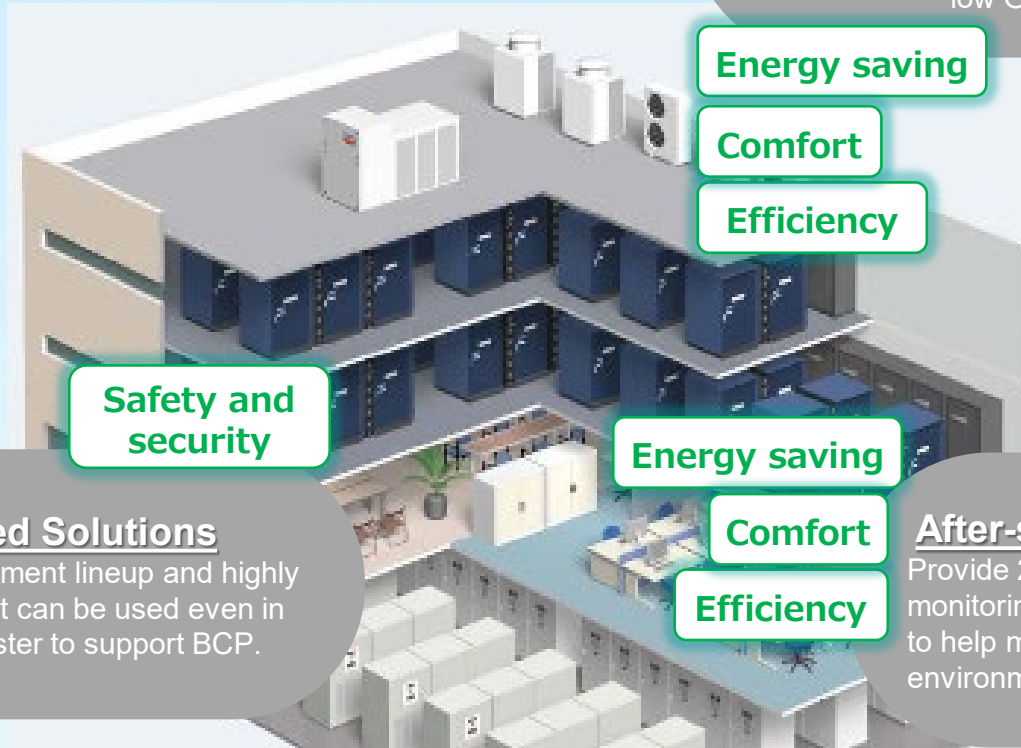 low
Energy saving
Comfort
Efficiency
Safety and
security
Energy saving
Comfort
Efficiency
ed Solutions
ment lineup and highly
t can be used even in
ster to support BCP.
After-s
Provide 2
monitorin
to help m
environm